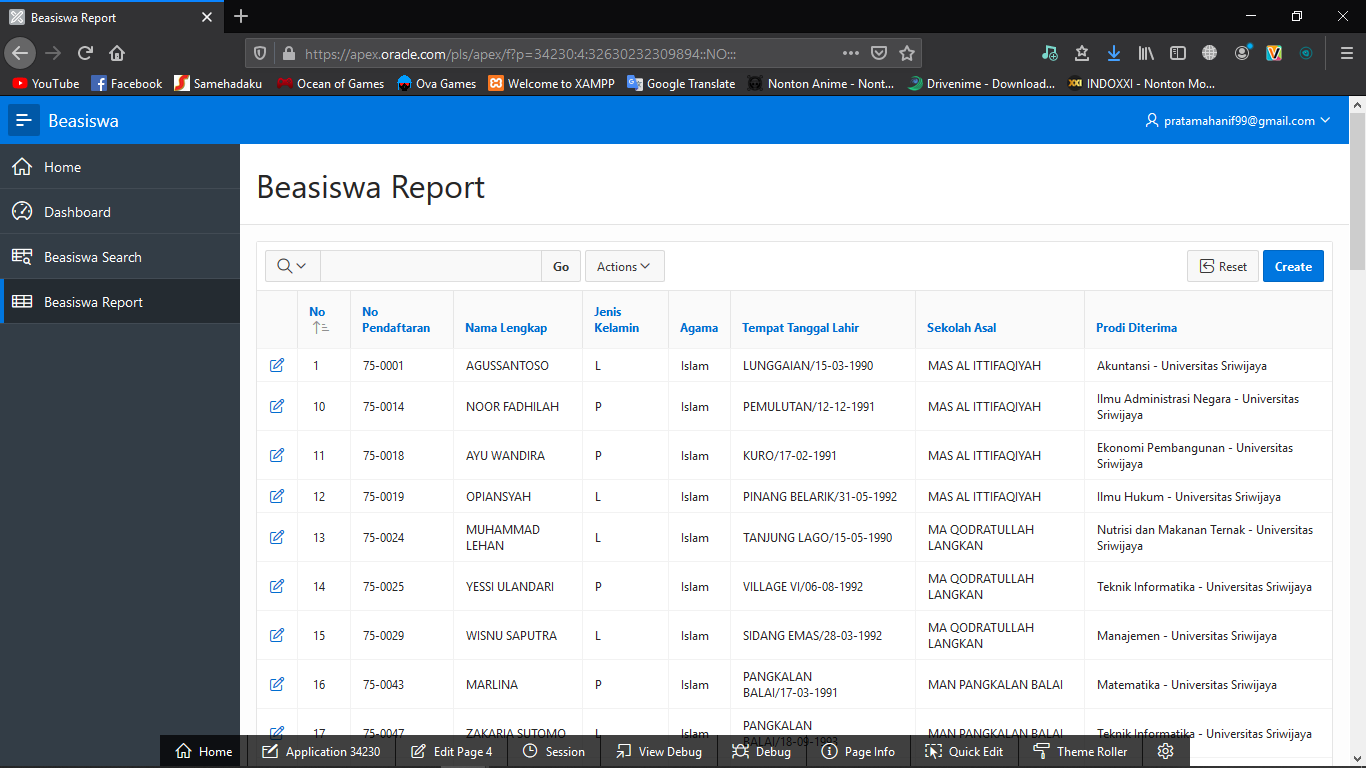 Beasiswa Report
https://apex.oracle.com/pls/apex/f?p=34230:4:32630232309894::NO:::
YouTube Facebook Samehadaku Ocean of Games Ova Games Welcome to XAMPP Google Translate Nonton Anime - Nont... Drivenime - Download... INDOXXI - Nonton Mo...
Beasiswa pratamahanif99@gmail.com
Home
Dashboard
Beasiswa Search
Beasiswa Report
Beasiswa Report
Go Actions Reset Create
No No Pendaftaran Nama Lengkap Jenis Kelamin Agama Tempat Tanggal Lahir Sekolah Asal Prodi Diterima
1 75-0001 AGUSSANTOSO L Islam LUNGGAIAN/15-03-1990 MAS AL ITTIFAQIYAH Akuntansi - Universitas Sriwijaya
10 75-0014 NOOR FADHILAH P Islam PEMULUTAN/12-12-1991 MAS AL ITTIFAQIYAH Ilmu Administrasi Negara - Universitas Sriwijaya
11 75-0018 AYU WANDIRA P Islam KURO/17-02-1991 MAS AL ITTIFAQIYAH Ekonomi Pembangunan - Universitas Sriwijaya
12 75-0019 OPIANSYAH L Islam PINANG BELARIK/31-05-1992 MAS AL ITTIFAQIYAH Ilmu Hukum - Universitas Sriwijaya
13 75-0024 MUHAMMAD LEHAN L Islam TANJUNG LAGO/15-05-1990 MA QODRATULLAH LANGKAN Nutrisi dan Makanan Ternak - Universitas Sriwijaya
14 75-0025 YESSI ULANDARI P Islam VILLAGE VI/06-08-1992 MA QODRATULLAH LANGKAN Teknik Informatika - Universitas Sriwijaya
15 75-0029 WISNU SAPUTRA L Islam SIDANG EMAS/28-03-1992 MA QODRATULLAH LANGKAN Manajemen - Universitas Sriwijaya
16 75-0043 MARLINA P Islam PANGKALAN BALAI/17-03-1991 MAN PANGKALAN BALAI Matematika - Universitas Sriwijaya
17 75-0047 ZAKARIA SUTOMO L Islam PANGKALAN MAN PANGKALAN BALAI Teknik Informatika - Universitas Sriwijaya
Home Application 34230 Edit Page 4 Session View Debug Debug Page Info Quick Edit Theme Roller